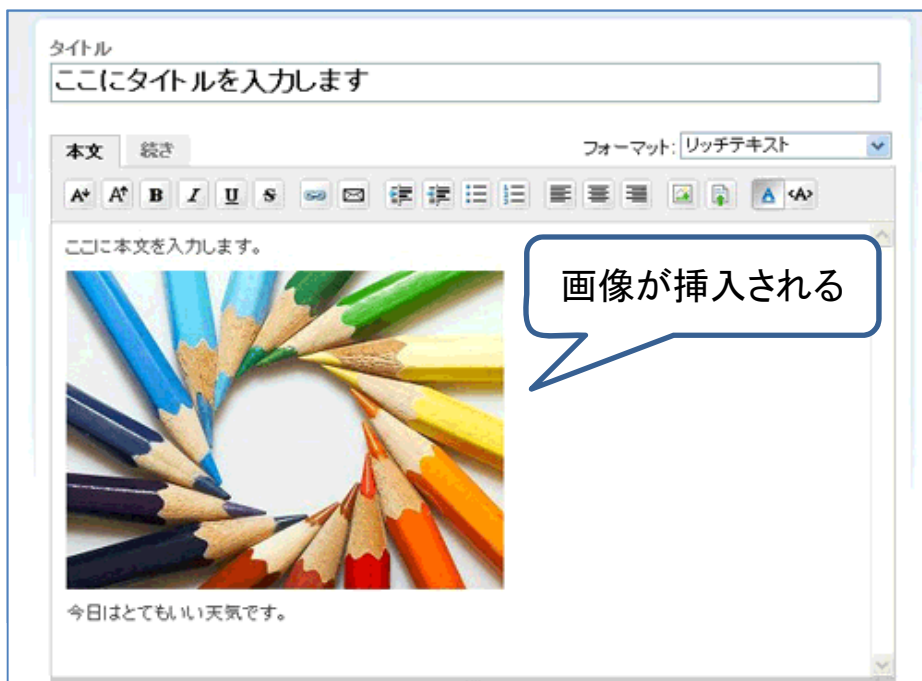 タイトル
ここにタイトルを入力します
本文 続き フォーマット: リッチテキスト
A A B I U S A <A>
ここに本文を入力します。
画像が挿入される
今日はとてもいい天気です。